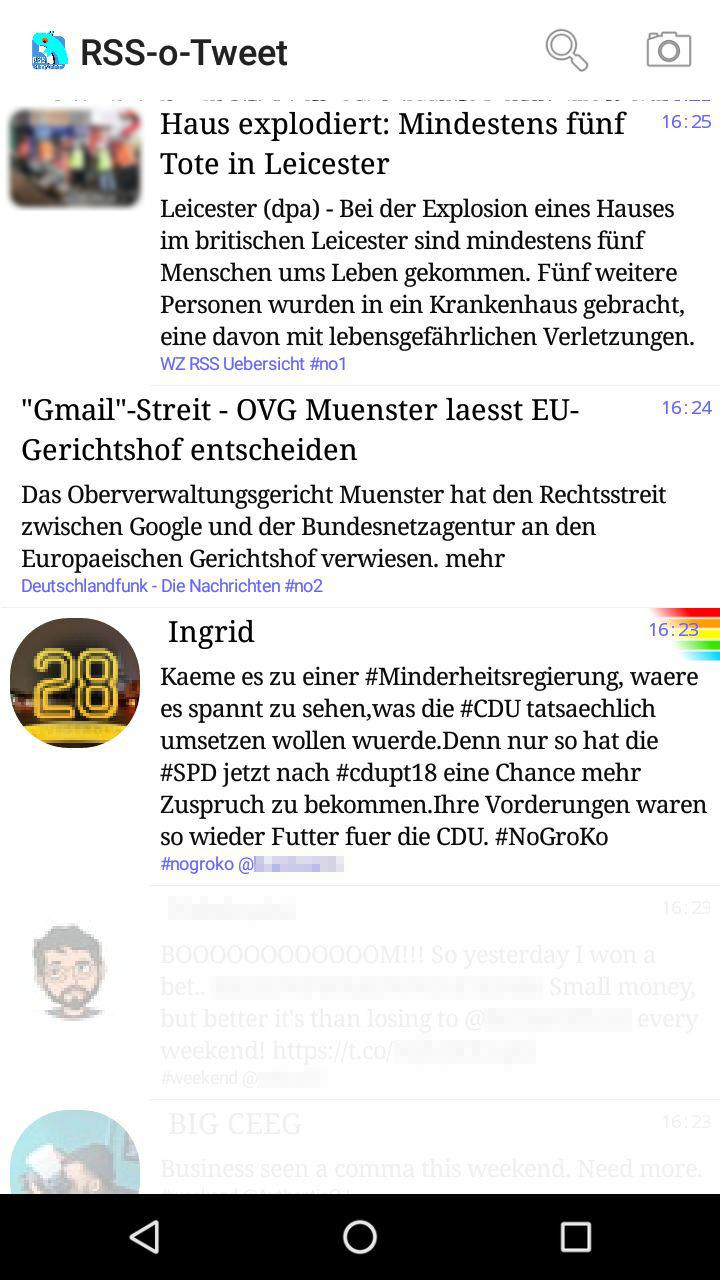 RSS-o-Tweet
Haus explodiert: Mindestens fünf
16:25
Tote in Leicester
Leicester (dpa) - Bei der Explosion eines Hauses
im britischen Leicester sind mindestens fünf
Menschen ums Leben gekommen. Fünf weitere
Personen wurden in ein Krankenhaus gebracht,
eine davon mit lebensgefährlichen Verletzungen.
WZ RSS Uebersicht #no1
"Gmail"-Streit - OVG Muenster laesst EU-
16:24
Gerichtshof entscheiden
Das Oberverwaltungsgericht Muenster hat den Rechtsstreit
zwischen Google und der Bundesnetzagentur an den
Europaeischen Gerichtshof verwiesen. mehr
Deutschlandfunk - Die Nachrichten #no2
28
Ingrid
16:23
Kaeme es zu einer #Minderheitsregierung, waere
es spannt zu sehen,was die #CDU tatsaechlich
umsetzen wollen wuerde.Denn nur so hat die
#SPD jetzt nach #cdupt18 eine Chance mehr
Zuspruch zu bekommen.Ihre Vorderungen waren
so wieder Futter fuer die CDU. #NoGroKo
#nogroko @
16:23
BOOOOOOOOOOOOM!!! So yesterday I won a
bet.. Small money,
but better it's than losing to @ every
weekend! https://t.co/
#weekend @
BIG CEEG
16:23
Business seen a comma this weekend. Need more.